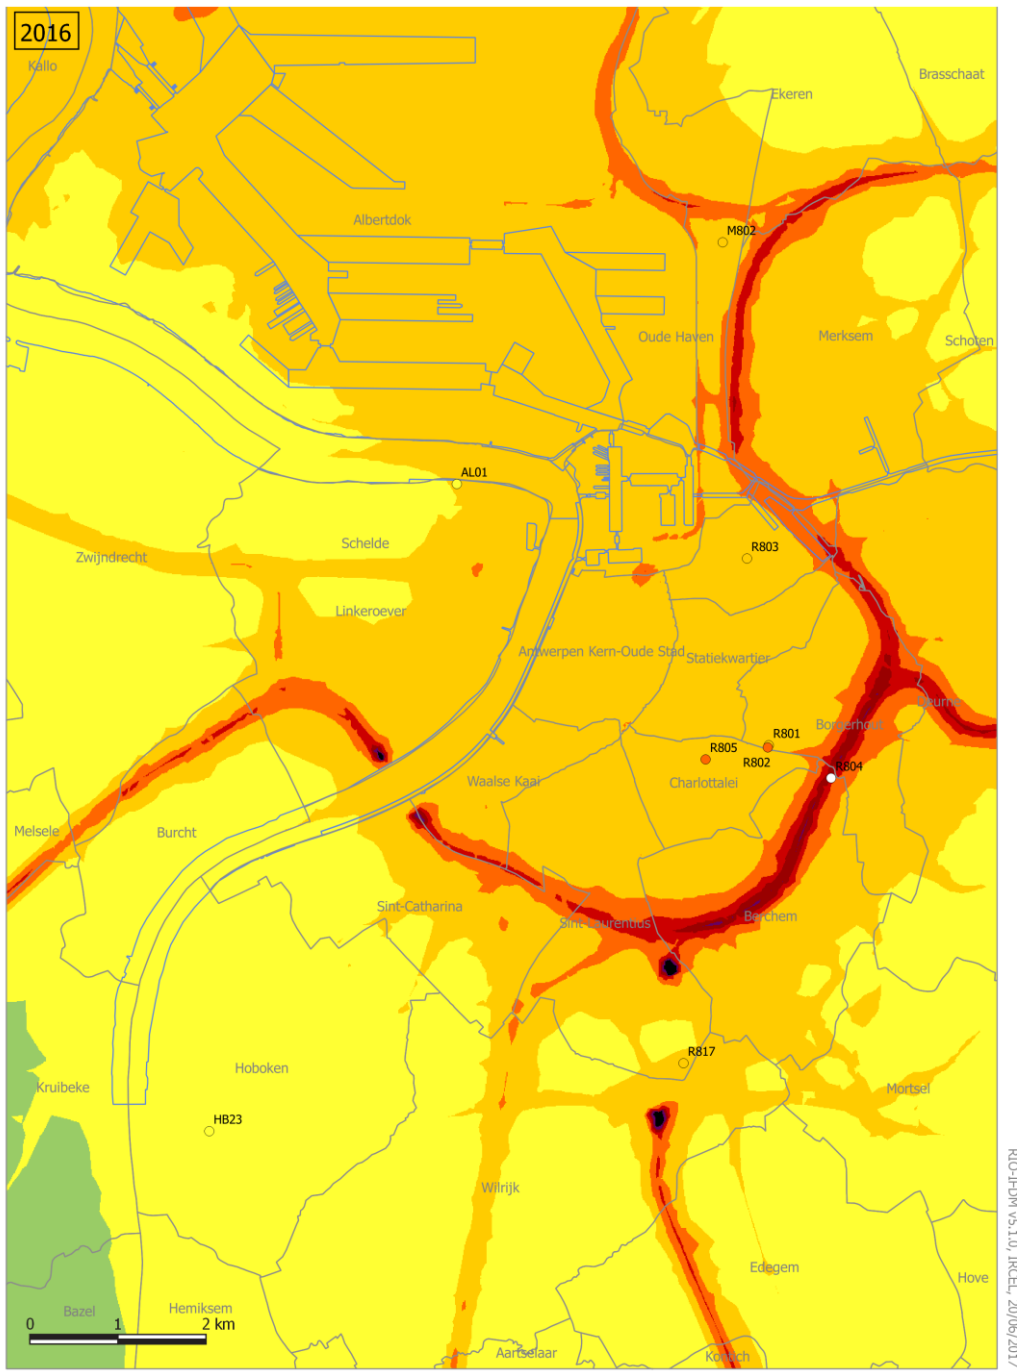 2016
Kallo
Brasschaat
Ekeren
Albertdok
M802
Oude Haven
Merksem
Schoten
AL01
Schelde
R803
Zwijndrecht
Linkeroever
Antwerpen Kern-Oude Stad
Statiekwartier
Deurne
Borgerhout
R801
R805
R802
R804
Waalse Kaai
Charlottalei
Melsele
Burcht
Sint-Catharina
Sint-Laurentius
Berchem
R817
Hoboken
Kruibeke
Mortsel
HB23
Wilrijk
Edegem
Hove
Bazel
Hemiksem
0 1 2 km
Aartselaar
Kontich
RIO-IFDM v5.1.0, IRCEL, 20/06/201